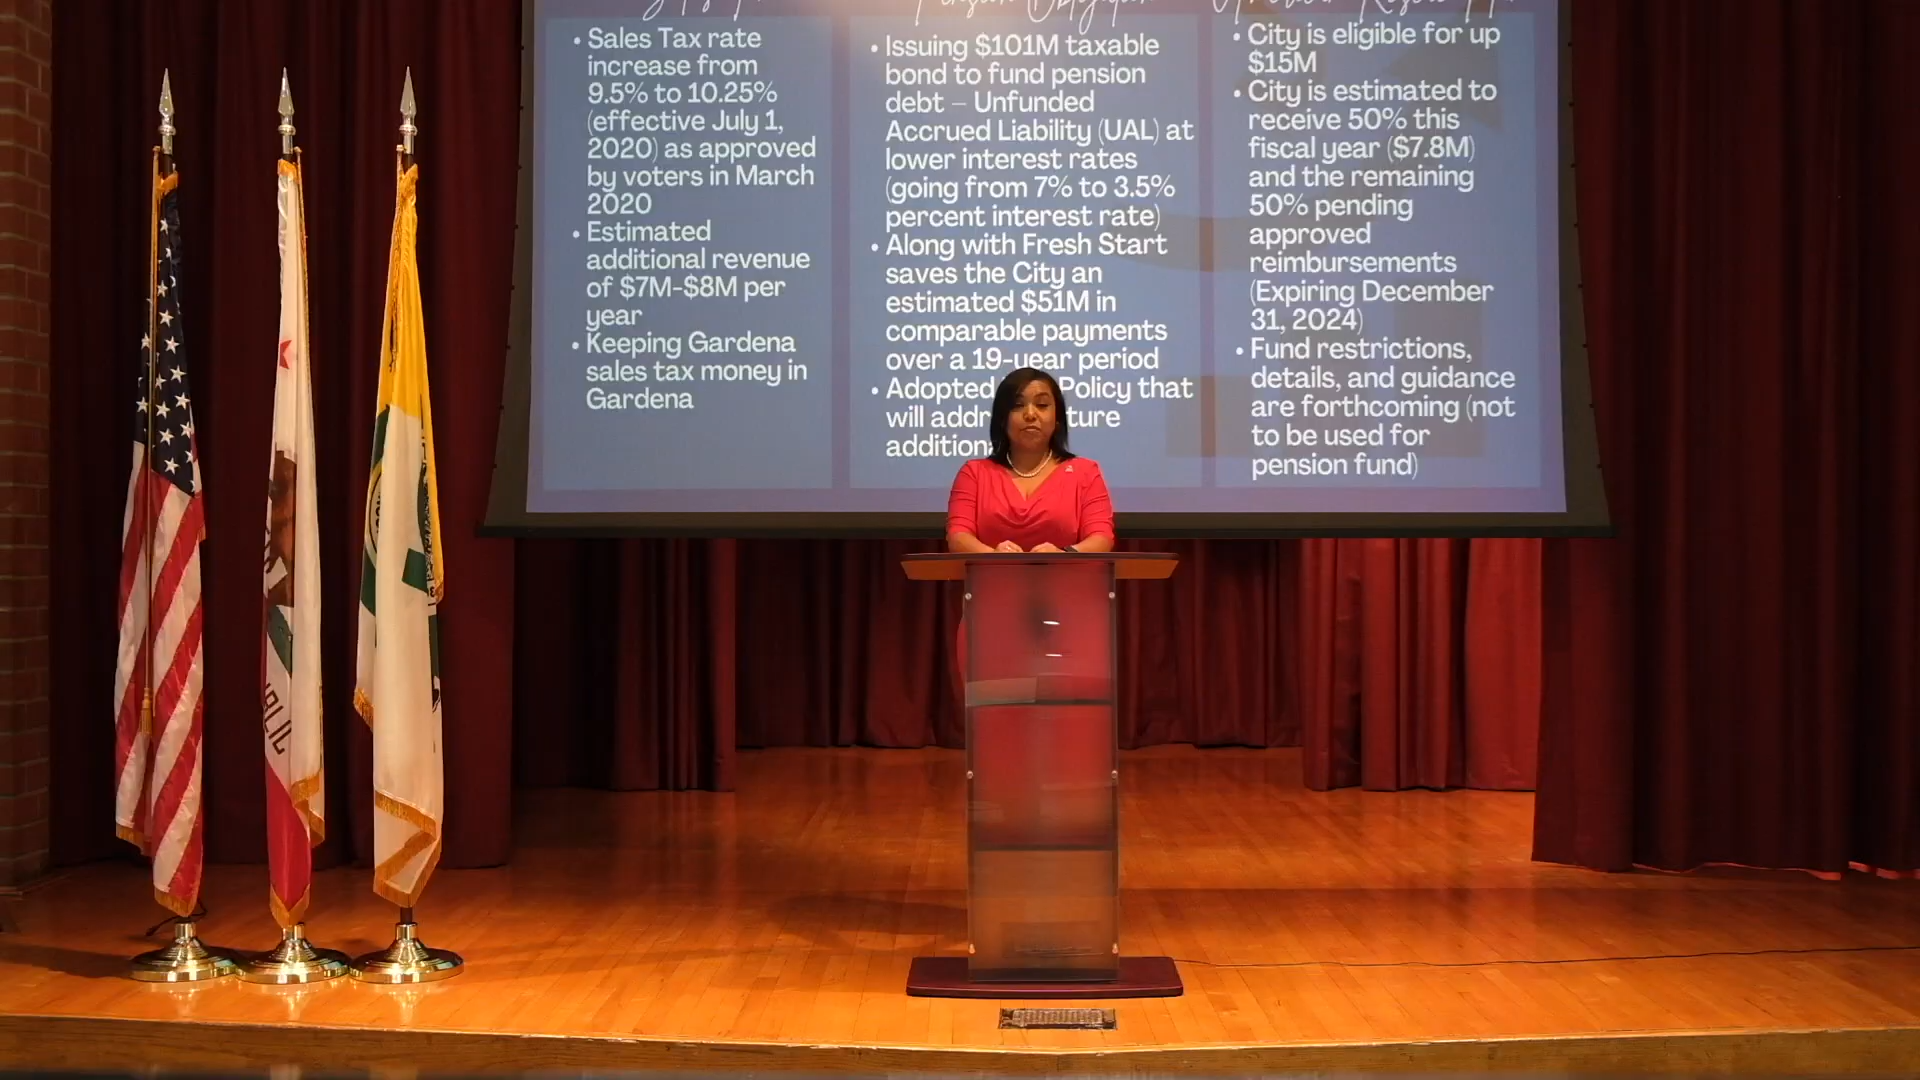 Pension Obligation
American Rescue Plan
• Sales Tax rate
increase from
9.5% to 10.25%
(effective July 1,
2020) as approved
by voters in March
2020
• Estimated
additional revenue
of $7M-$8M per
year
• Keeping Gardena
sales tax money in
Gardena
• Issuing $101M taxable
bond to fund pension
debt – Unfunded
Accrued Liability (UAL) at
lower interest rates
(going from 7% to 3.5%
percent interest rate)
• Along with Fresh Start
saves the City an
estimated $51M in
comparable payments
over a 19-year period
• Adopted Policy that
will
• City is eligible for up
$15M
• City is estimated to
receive 50% this
fiscal year ($7.8M)
and the remaining
50% pending
approved
reimbursements
(Expiring December
31, 2024)
• Fund restrictions,
details, and guidance
are forthcoming (not
to be used for
pension fund)